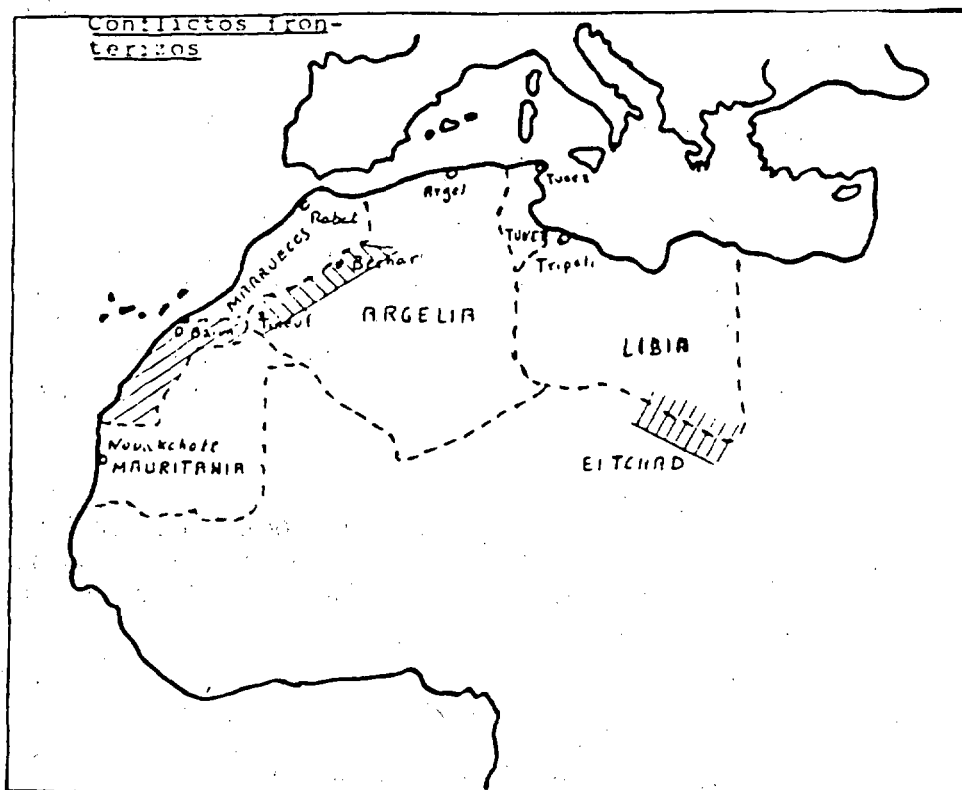 Conflictos fron-
terizos
Tunez
Argel
Rabat
TUNEZ
Tripoli
MARRUECOS
Bechar
ARGELIA
LIBIA
Nouakchott
MAURITANIA
El TCHAD